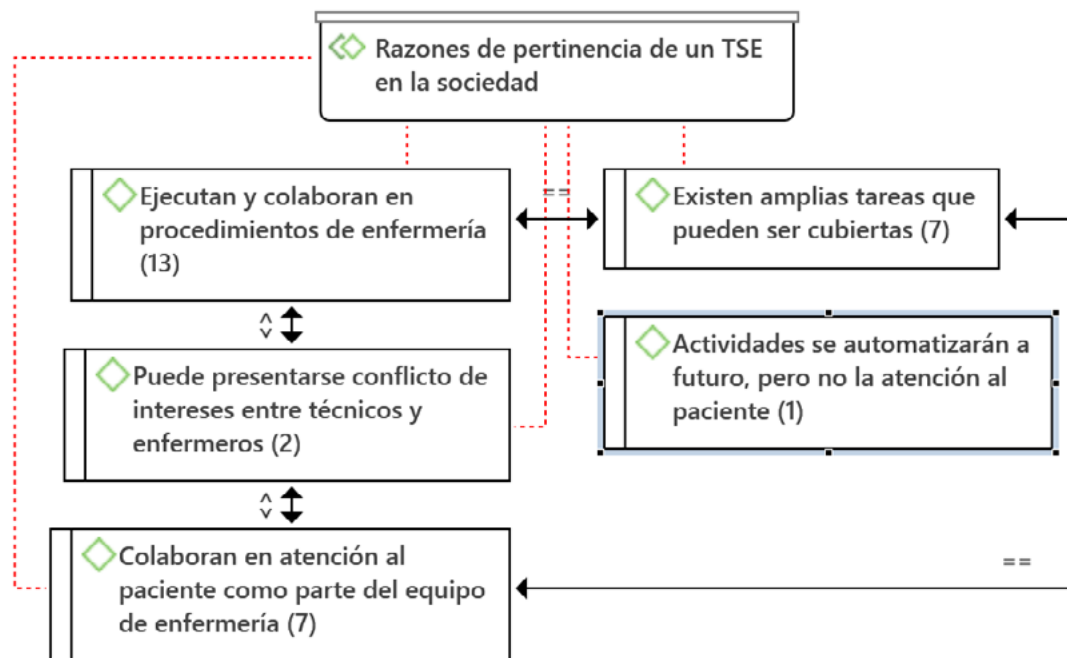 Razones de pertinencia de un TSE
en la sociedad
Ejecutan y colaboran en
procedimientos de enfermería
(13)
==
Existen amplias tareas que
pueden ser cubiertas (7)
Actividades se automatizarán a
futuro, pero no la atención al
paciente (1)
<>
Puede presentarse conflicto de
intereses entre técnicos y
enfermeros (2)
<>
Colaboran en atención al
paciente como parte del equipo
de enfermería (7)
==